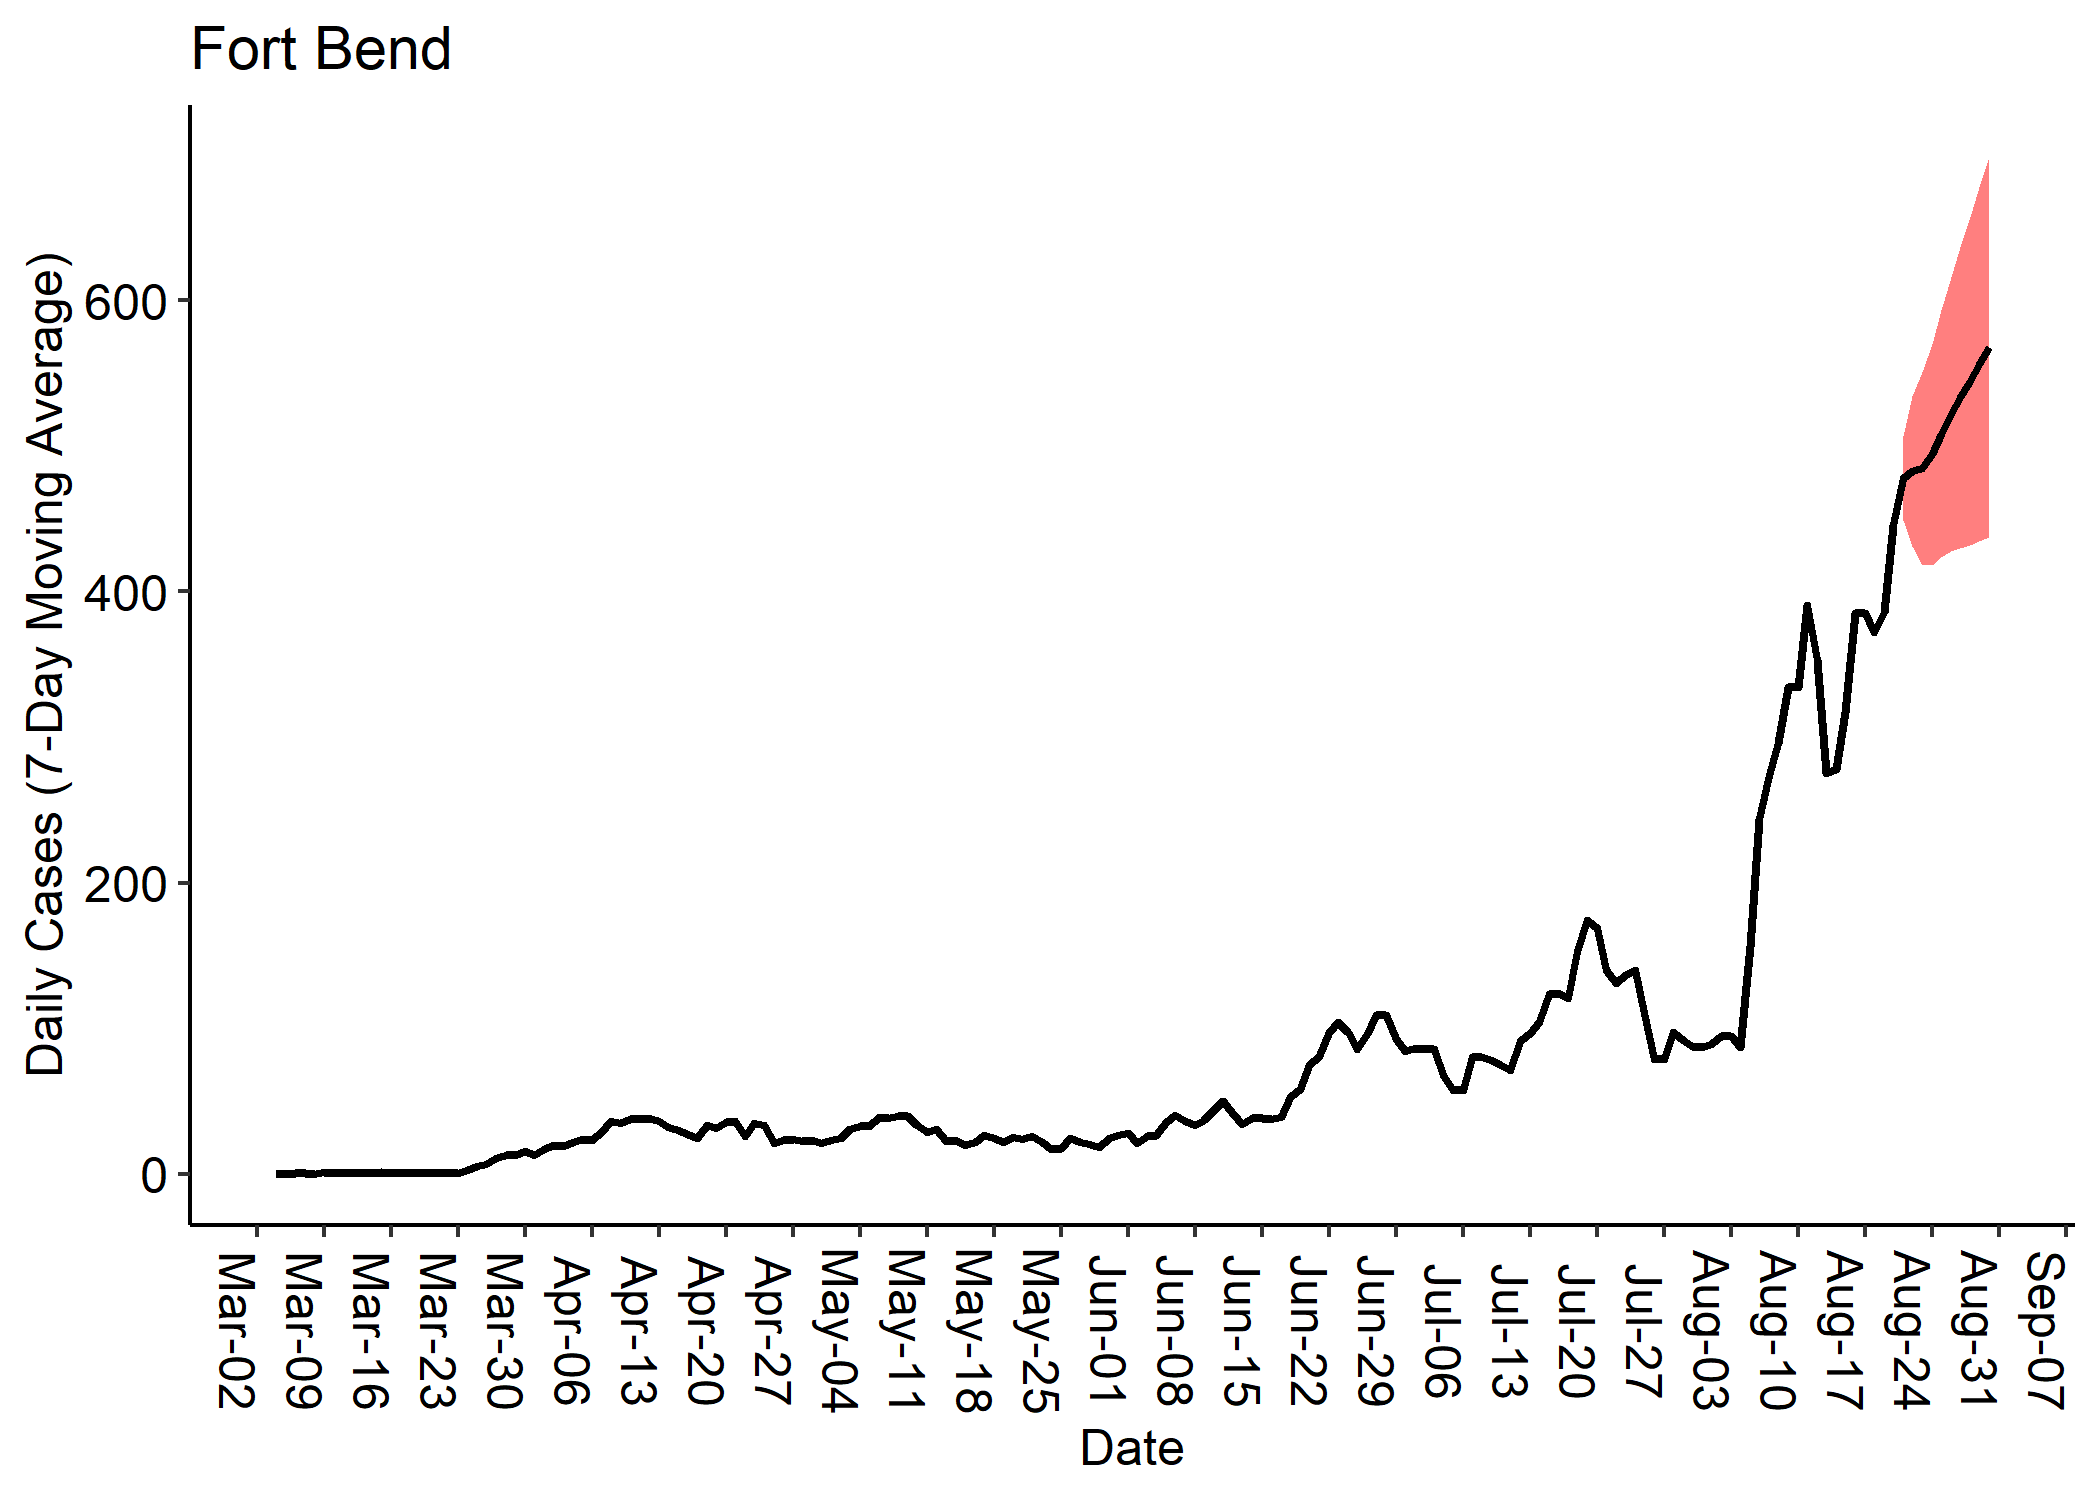 Fort Bend
Daily Cases (7-Day Moving Average)
600
400
200
0
Mar-02
Mar-09
Mar-16
Mar-23
Mar-30
Apr-06
Apr-13
Apr-20
Apr-27
May-04
May-11
May-18
May-25
Jun-01
Jun-08
Jun-15
Jun-22
Jun-29
Jul-06
Jul-13
Jul-20
Jul-27
Aug-03
Aug-10
Aug-17
Aug-24
Aug-31
Sep-07
Date